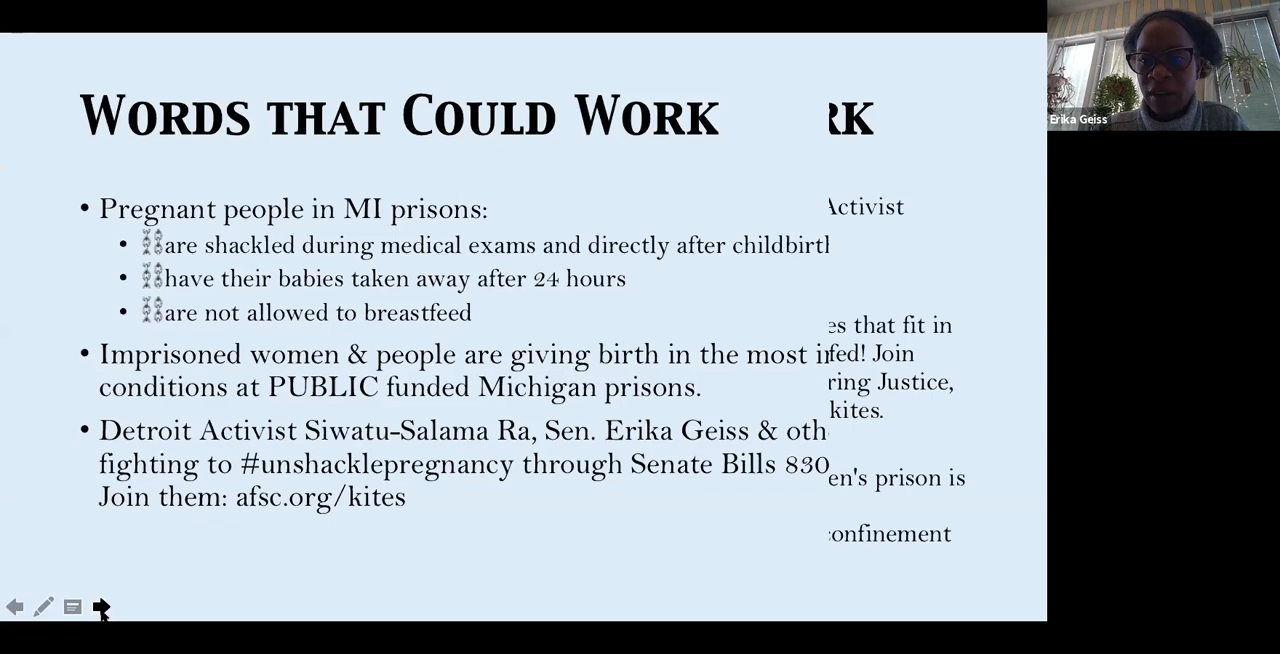 WORDS THAT COULD WORK
RK
• Pregnant people in MI prisons:
• are shackled during medical exams and directly after childbirth
• have their babies taken away after 24 hours
• are not allowed to breastfeed
• Imprisoned women & people are giving birth in the most
conditions at PUBLIC funded Michigan prisons.
• Detroit Activist Siwatu-Salama Ra, Sen. Erika Geiss & oth
fighting to #unshacklepregnancy through Senate Bills 830
Join them: afsc.org/kites
Activist
es that fit in
fed! Join
ring Justice,
kites.
en's prison is
confinement
Erika Geiss